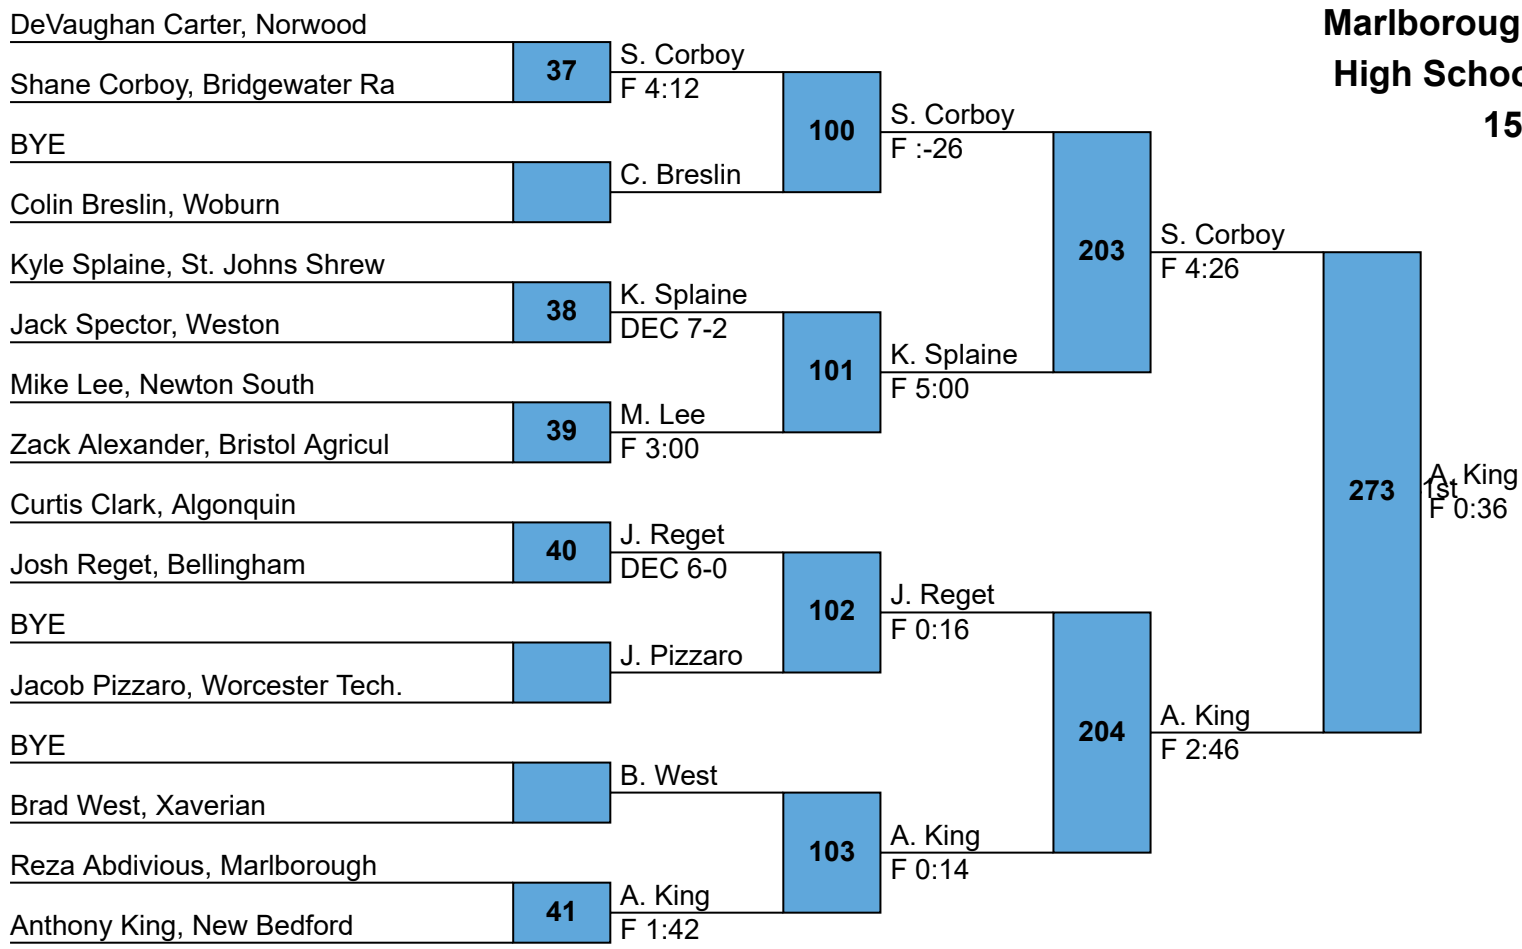 DeVaughan Carter, Norwood
Shane Corboy, Bridgewater Ra
BYE
Colin Breslin, Woburn
Kyle Splaine, St. Johns Shrew
Jack Spector, Weston
Mike Lee, Newton South
Zack Alexander, Bristol Agricul
Curtis Clark, Algonquin
Josh Reget, Bellingham
BYE
Jacob Pizzaro, Worcester Tech.
BYE
Brad West, Xaverian
Reza Abdivious, Marlborough
Anthony King, New Bedford
37
38
39
40
41
S. Corboy
F 4:12
C. Breslin
K. Splaine
DEC 7-2
M. Lee
F 3:00
J. Reget
DEC 6-0
J. Pizzaro
B. West
A. King
F 1:42
100
101
102
103
S. Corboy
F :-26
K. Splaine
F 5:00
J. Reget
F 0:16
A. King
F 0:14
203
204
S. Corboy
F 4:26
A. King
F 2:46
273
A. King
1st
F 0:36
Marlboroug
High Schoo
15